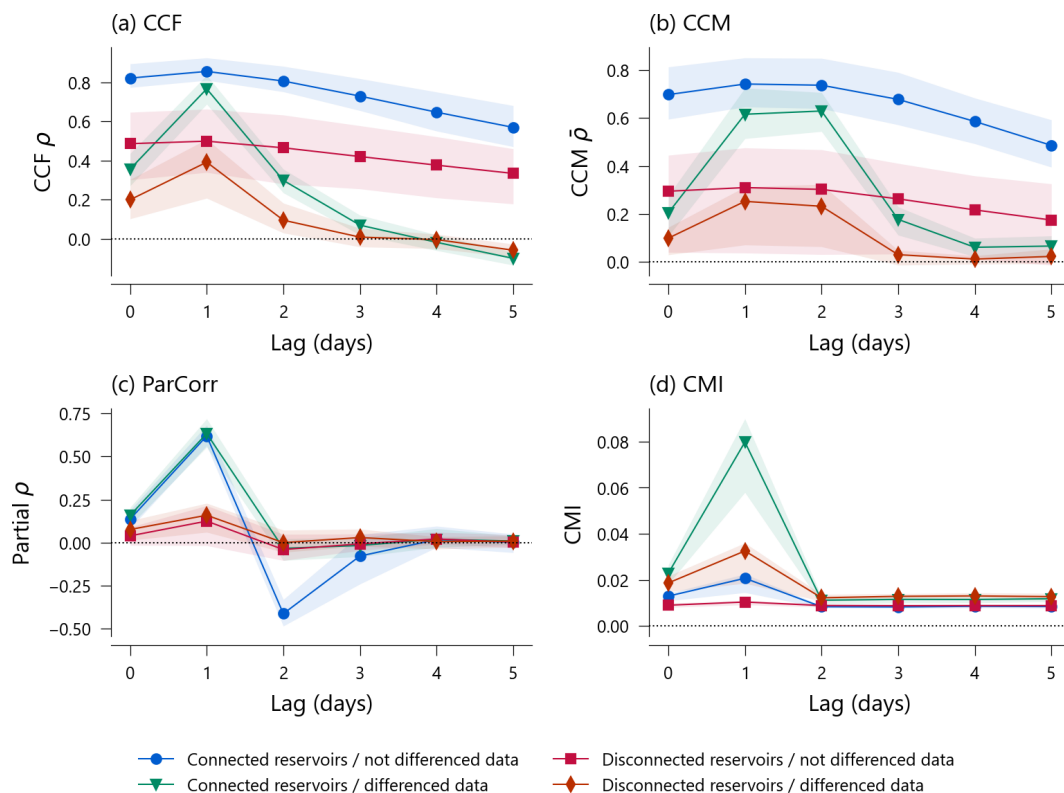 (a) CCF
CCF ρ
0.8
0.6
0.4
0.2
0.0
0 1 2 3 4 5
Lag (days)
(b) CCM
CCM ρ̄
0.8
0.6
0.4
0.2
0.0
0 1 2 3 4 5
Lag (days)
(c) ParCorr
Partial ρ
0.75
0.50
0.25
0.00
−0.25
−0.50
0 1 2 3 4 5
Lag (days)
(d) CMI
CMI
0.08
0.06
0.04
0.02
0.00
0 1 2 3 4 5
Lag (days)
Connected reservoirs / not differenced data
Connected reservoirs / differenced data
Disconnected reservoirs / not differenced data
Disconnected reservoirs / differenced data